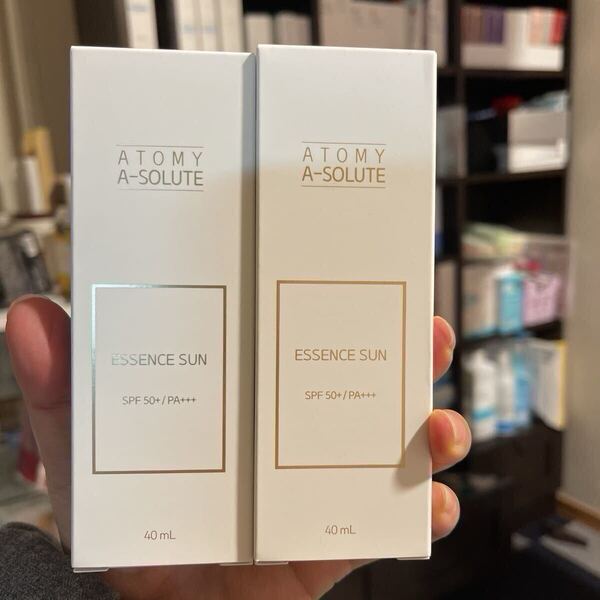 ATOMY
A-SOLUTE
ESSENCE SUN
SPF 50+/PA+++
40 mL
ATOMY
A-SOLUTE
ESSENCE SUN
SPF 50+/PA+++
40 mL